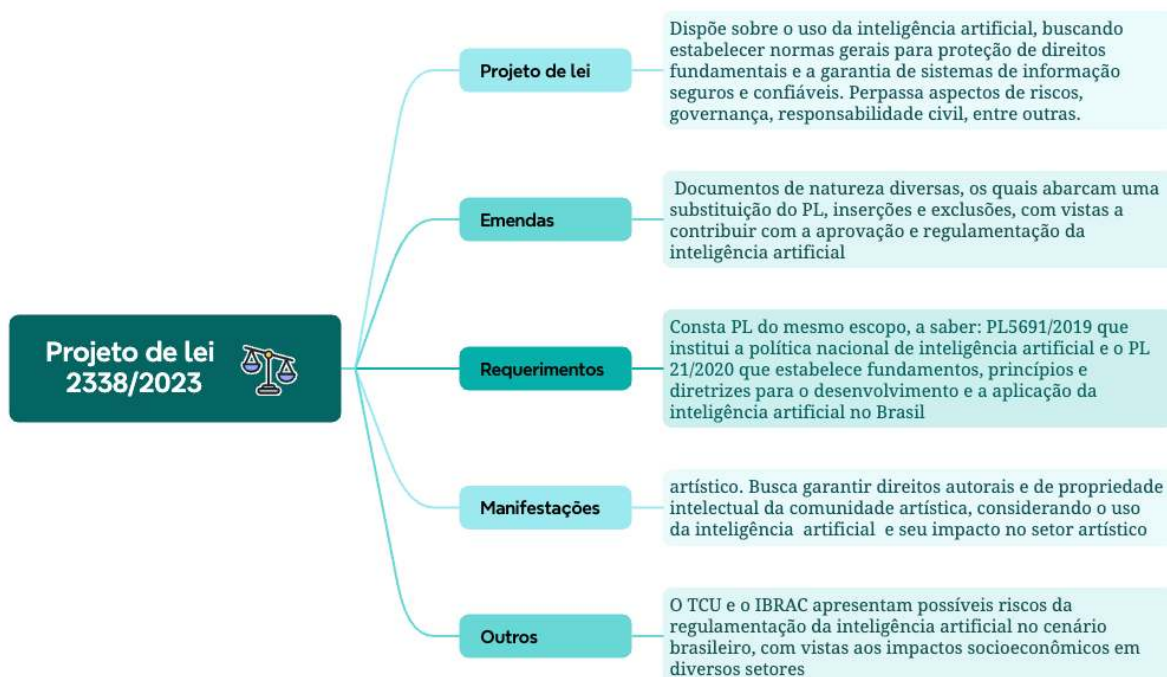 Projeto de lei
2338/2023
Projeto de lei
Dispõe sobre o uso da inteligência artificial, buscando
estabelecer normas gerais para proteção de direitos
fundamentais e a garantia de sistemas de informação
seguros e confiáveis. Perpassa aspectos de riscos,
governança, responsabilidade civil, entre outras.
Emendas
Documentos de natureza diversas, os quais abarcam uma
substituição do PL, inserções e exclusões, com vistas a
contribuir com a aprovação e regulamentação da
inteligência artificial
Requerimentos
Consta PL do mesmo escopo, a saber: PL5691/2019 que
institui a política nacional de inteligência artificial e o PL
21/2020 que estabelece fundamentos, princípios e
diretrizes para o desenvolvimento e a aplicação da
inteligência artificial no Brasil
Manifestações
artístico. Busca garantir direitos autorais e de propriedade
intelectual da comunidade artística, considerando o uso
da inteligência artificial e seu impacto no setor artístico
Outros
O TCU e o IBRAC apresentam possíveis riscos da
regulamentação da inteligência artificial no cenário
brasileiro, com vistas aos impactos socioeconômicos em
diversos setores